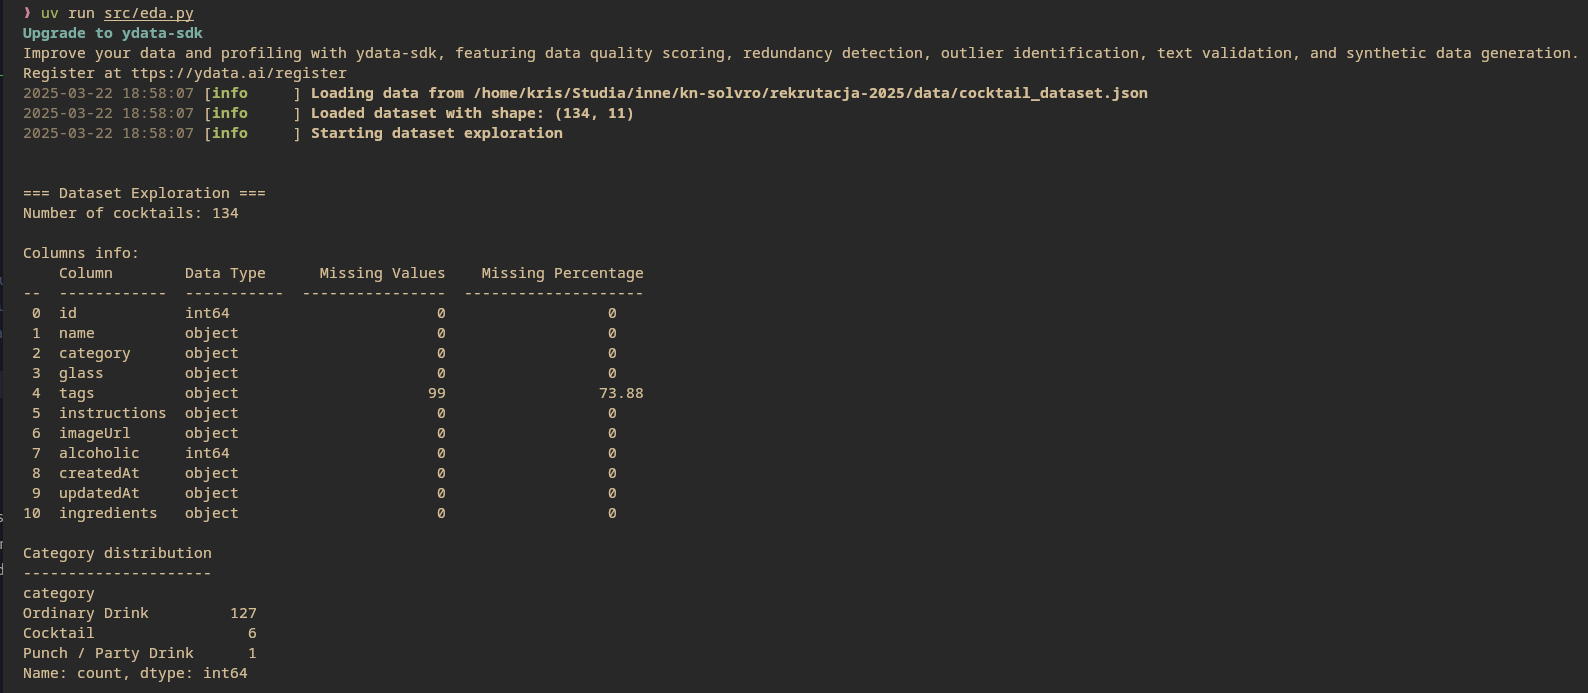 ❯ uv run src/eda.py
Upgrade to ydata-sdk
Improve your data and profiling with ydata-sdk, featuring data quality scoring, redundancy detection, outlier identification, text validation, and synthetic data generation.
Register at ttps://ydata.ai/register
2025-03-22 18:58:07 [info     ] Loading data from /home/kris/Studia/inne/kn-solvro/rekrutacja-2025/data/cocktail_dataset.json
2025-03-22 18:58:07 [info     ] Loaded dataset with shape: (134, 11)
2025-03-22 18:58:07 [info     ] Starting dataset exploration
=== Dataset Exploration ===
Number of cocktails: 134
Columns info:
    Column        Data Type      Missing Values    Missing Percentage
--  ------------  -----------  ----------------  --------------------
 0  id            int64                       0                  0
 1  name          object                      0                  0
 2  category      object                      0                  0
 3  glass         object                      0                  0
 4  tags          object                     99                 73.88
 5  instructions  object                      0                  0
 6  imageUrl      object                      0                  0
 7  alcoholic     int64                       0                  0
 8  createdAt     object                      0                  0
 9  updatedAt     object                      0                  0
10  ingredients   object                      0                  0
Category distribution
---------------------
category
Ordinary Drink         127
Cocktail                 6
Punch / Party Drink      1
Name: count, dtype: int64